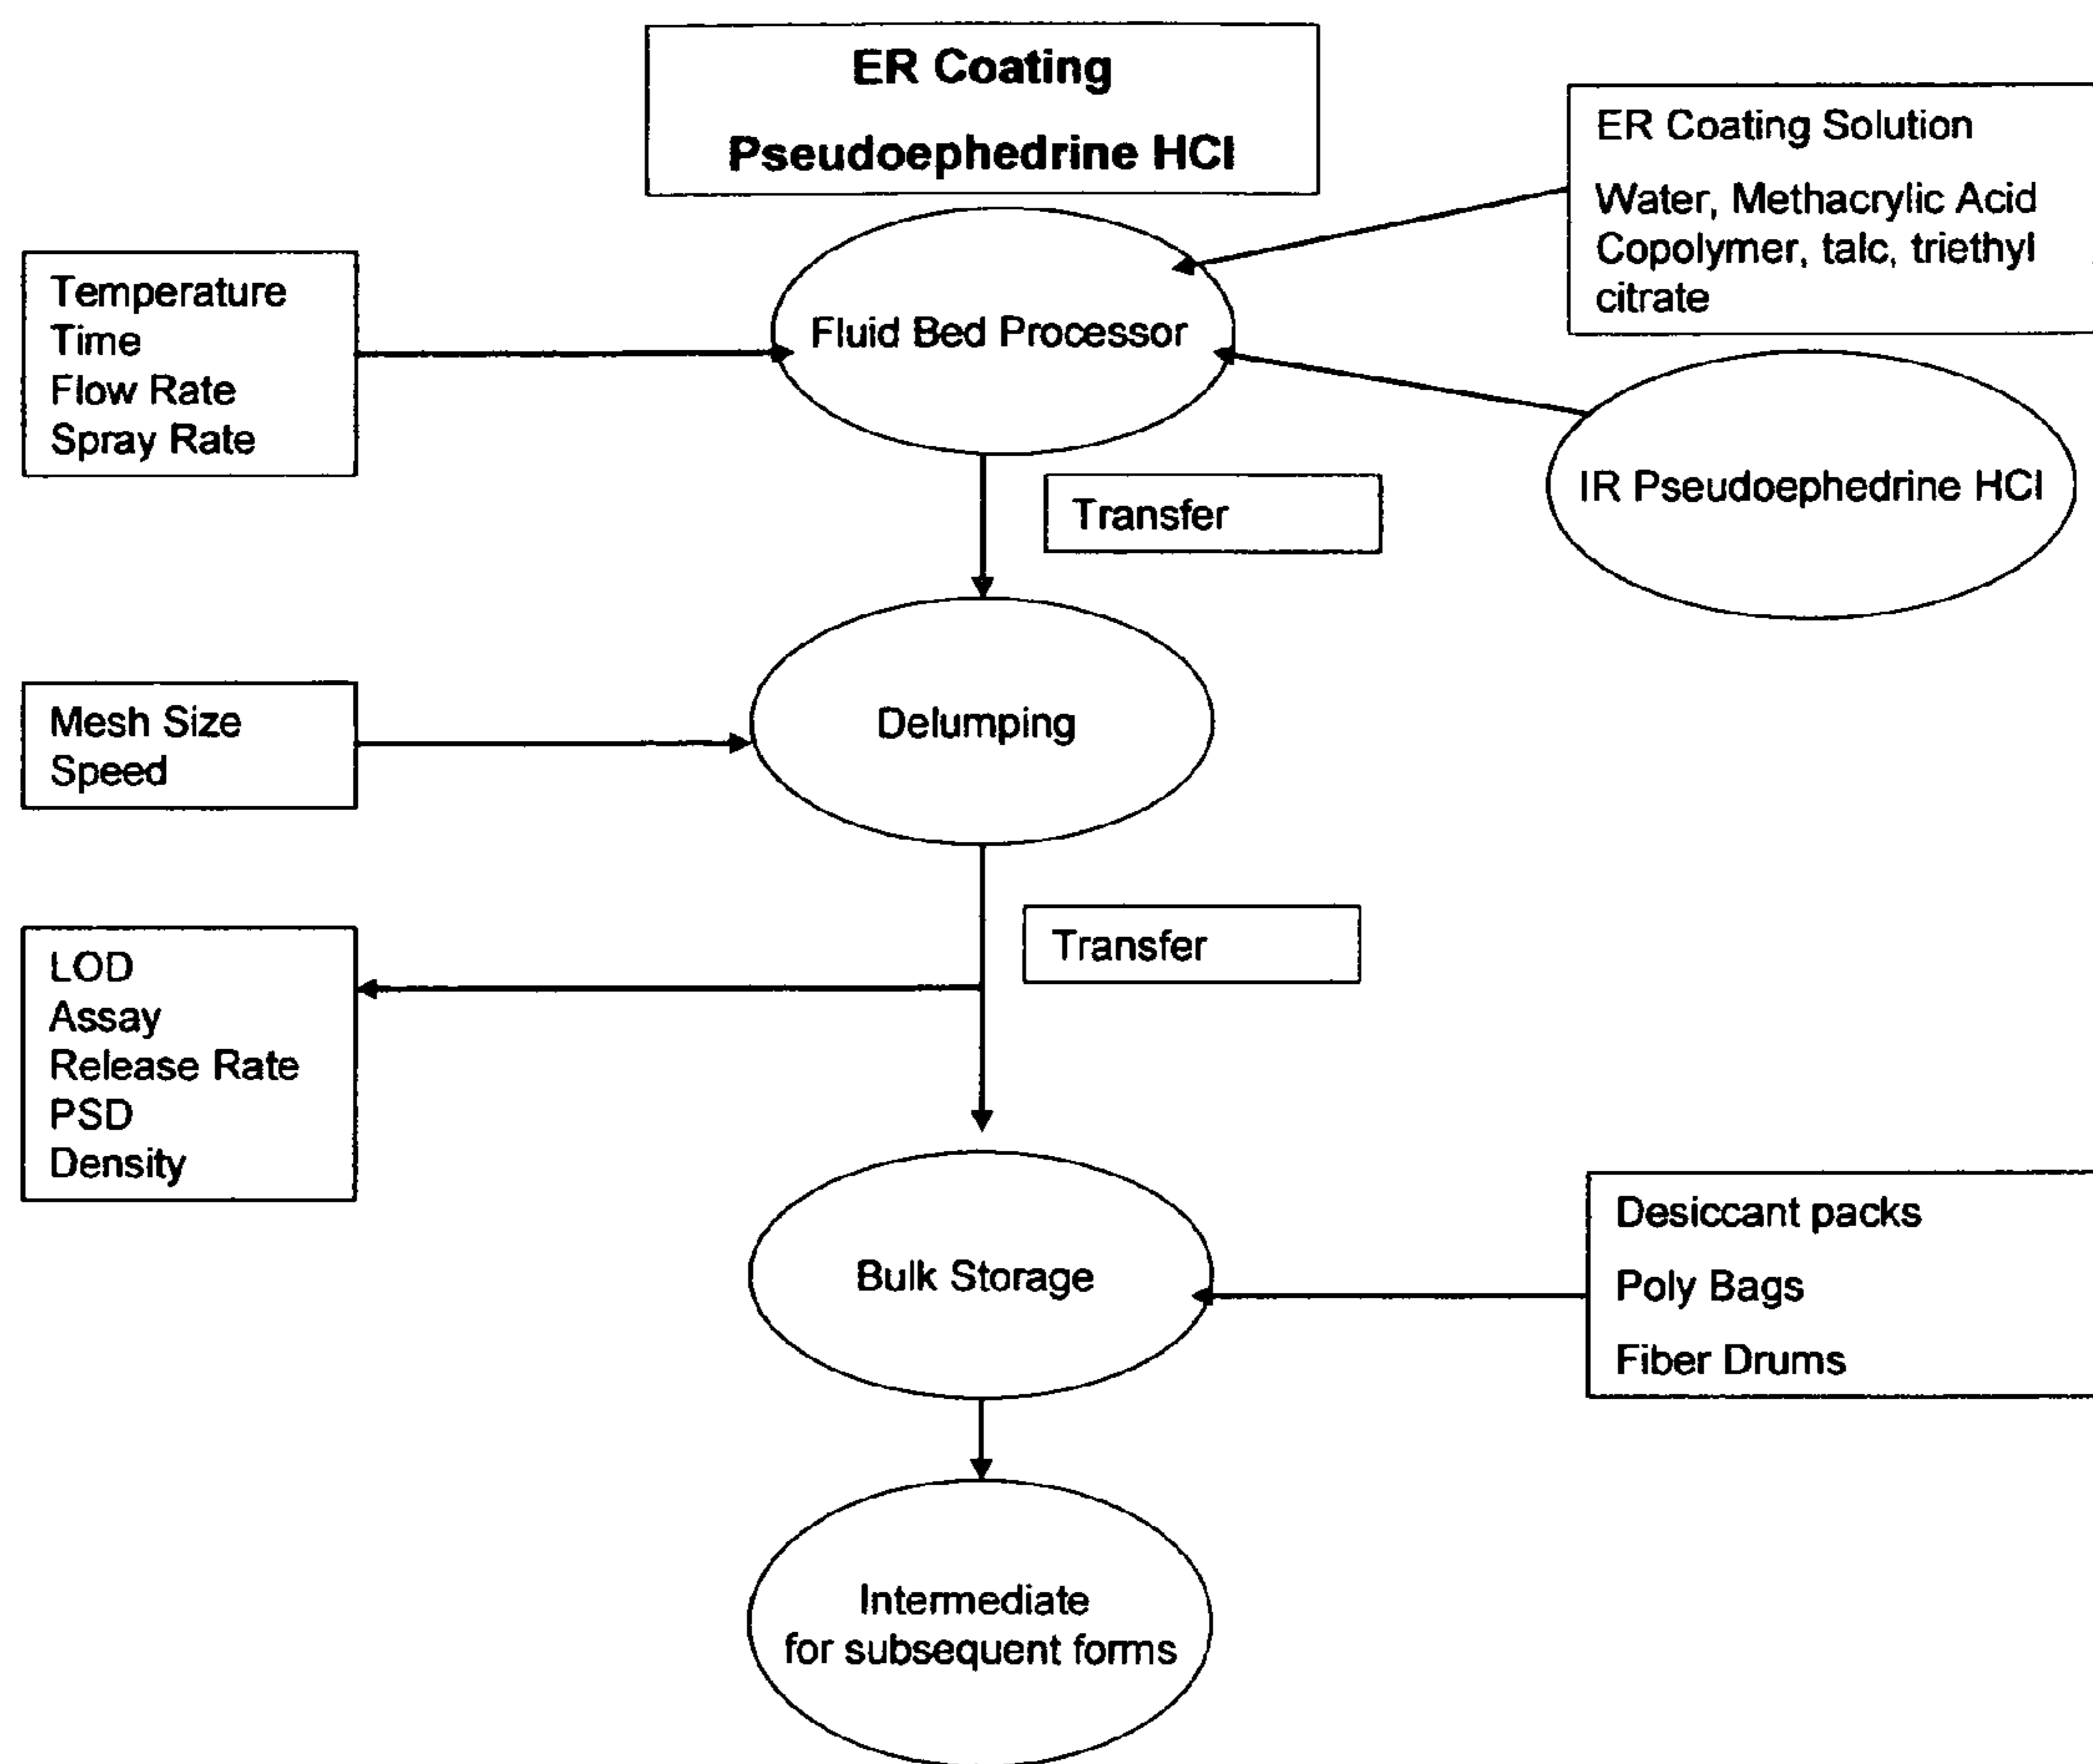 ER Coating
Pseudoephedrine HCl
ER Coating Solution
Water, Methacrylic Acid
Copolymer, talc, triethyl
citrate
Temperature
Time
Flow Rate
Spray Rate
Fluid Bed Processor
IR Pseudoephedrine HCl
Transfer
Mesh Size
Speed
Delumping
Transfer
LOD
Assay
Release Rate
PSD
Density
Desiccant packs
Poly Bags
Fiber Drums
Bulk Storage
Intermediate
for subsequent forms